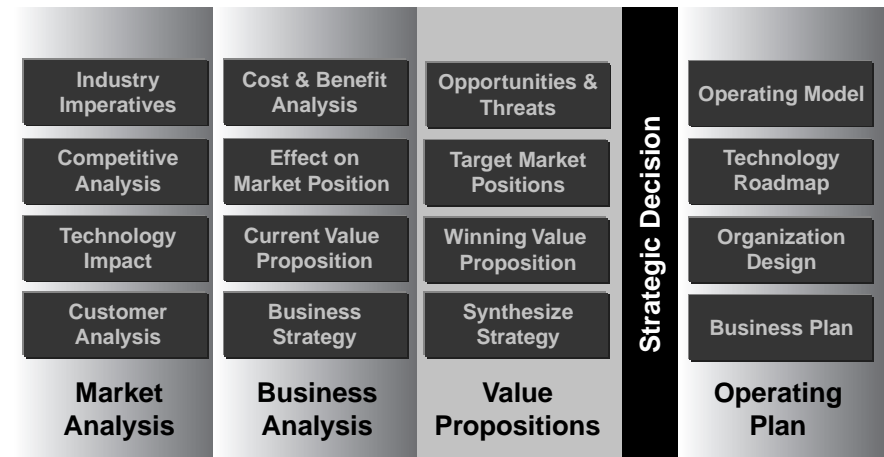 Industry
Imperatives
Competitive
Analysis
Technology
Impact
Customer
Analysis
Market
Analysis
Cost & Benefit
Analysis
Effect on
Market Position
Current Value
Proposition
Business
Strategy
Business
Analysis
Opportunities &
Threats
Target Market
Positions
Winning Value
Proposition
Synthesize
Strategy
Value
Propositions
Strategic Decision
Operating Model
Technology
Roadmap
Organization
Design
Business Plan
Operating
Plan